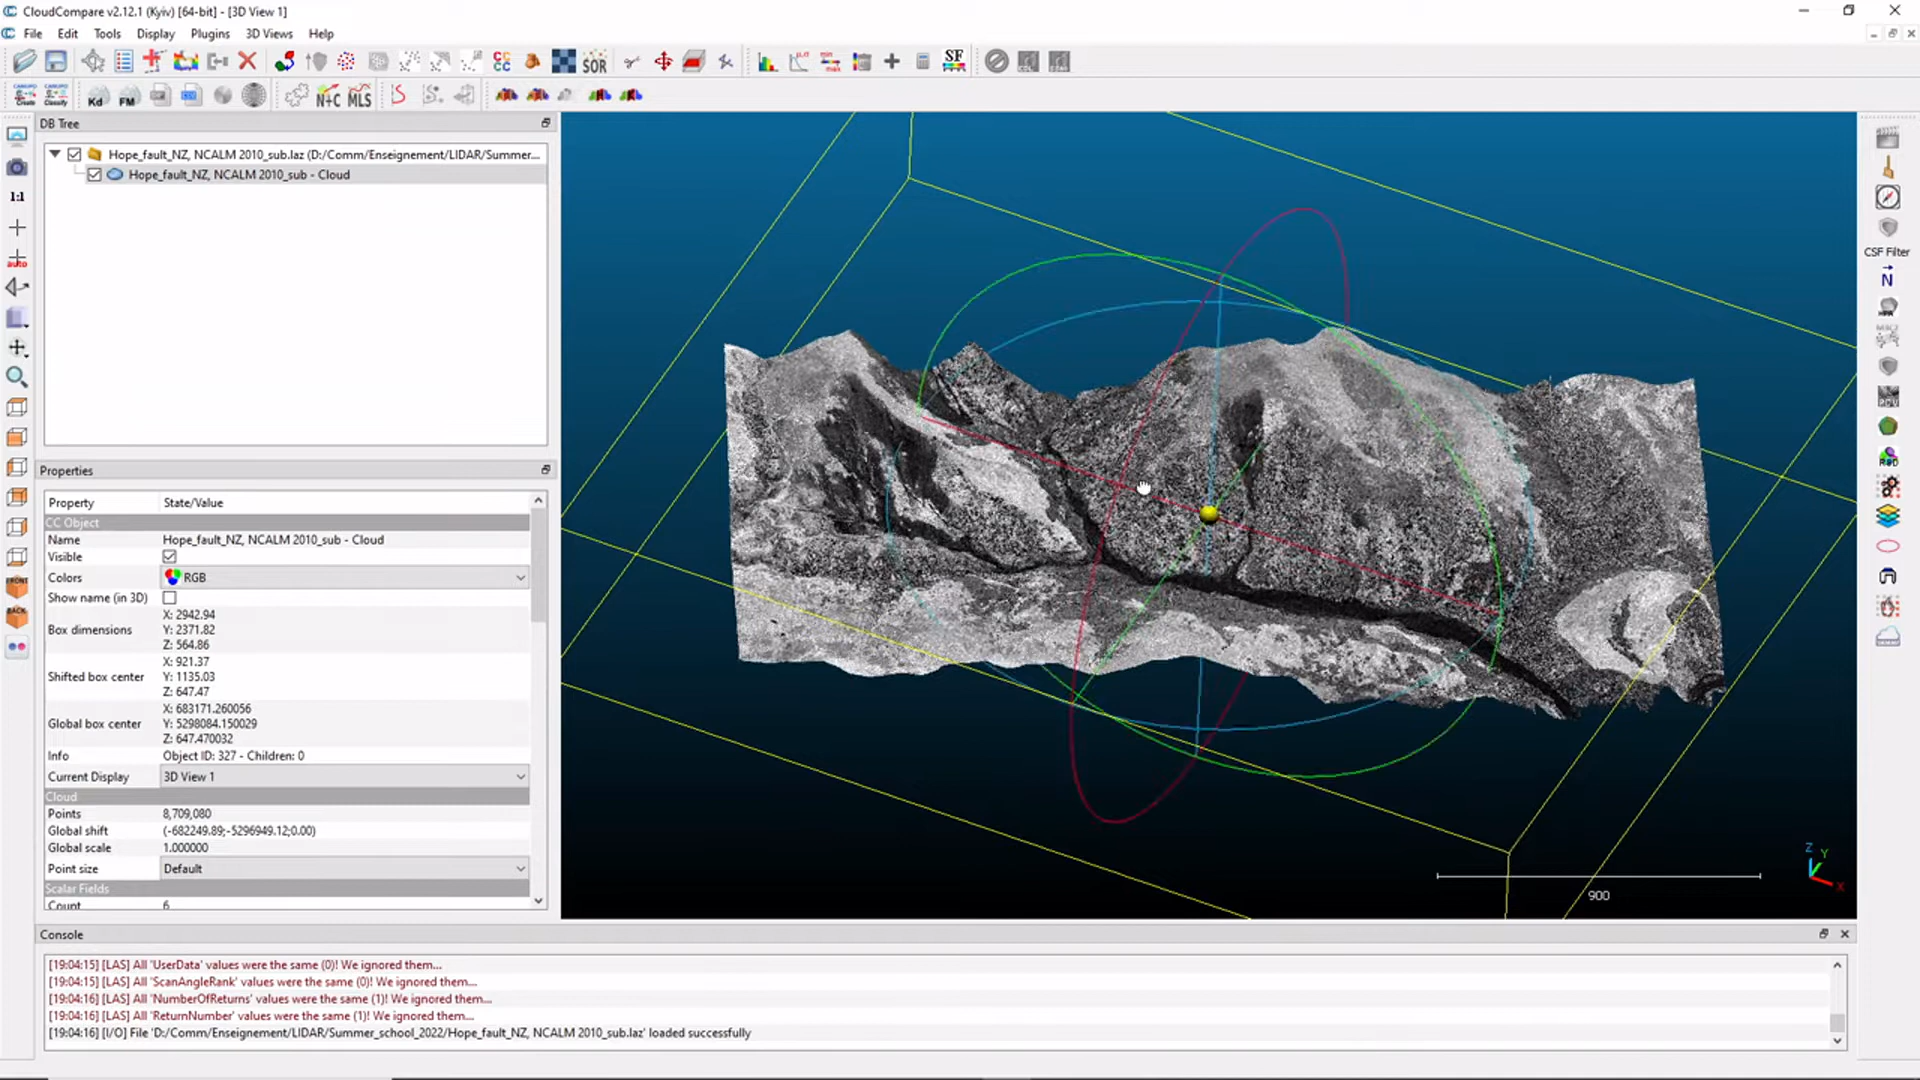 CloudCompare v2.12.1 (Kyiv) [64-bit] - [3D View 1]
File Edit Tools Display Plugins 3D Views Help
CC
CC SOR SF
Kd FM N+C MLS
DB Tree
Hope_fault_NZ, NCALM 2010_sub.laz (D:/Comm/Enseignement/LIDAR/Summer...
Hope_fault_NZ, NCALM 2010_sub - Cloud
1:1
auto
FRONT
BACK
Properties
Property State/Value
CC Object
Name Hope_fault_NZ, NCALM 2010_sub - Cloud
Visible
Colors RGB
Show name (in 3D)
Box dimensions X: 2942.94
Y: 2371.82
Z: 564.86
Shifted box center X: 921.37
Y: 1135.03
Z: 647.47
Global box center X: 683171.260056
Y: 5298084.150029
Z: 647.470032
Info Object ID: 327 - Children: 0
Current Display 3D View 1
Cloud
Points 8,709,080
Global shift (-682249.89;-5296949.12;0.00)
Global scale 1.000000
Point size Default
Scalar Fields
Count 6
900
Z Y
X
CSF Filter
N
Console
[19:04:15] [LAS] All 'UserData' values were the same (0)! We ignored them...
[19:04:15] [LAS] All 'ScanAngleRank' values were the same (0)! We ignored them...
[19:04:16] [LAS] All 'NumberOfReturns' values were the same (1)! We ignored them...
[19:04:16] [LAS] All 'ReturnNumber' values were the same (1)! We ignored them...
[19:04:16] [I/O] File 'D:/Comm/Enseignement/LIDAR/Summer_school_2022/Hope_fault_NZ, NCALM 2010_sub.laz' loaded successfully